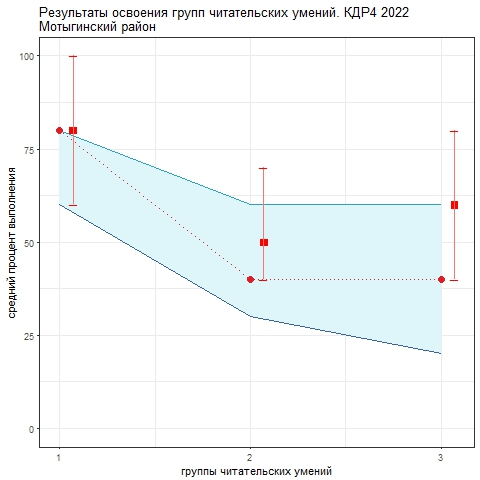 Результаты освоения групп читательских умений. КДР4 2022
Мотыгинский район
100
75
50
25
0
средний процент выполнения
1
2
3
группы читательских умений